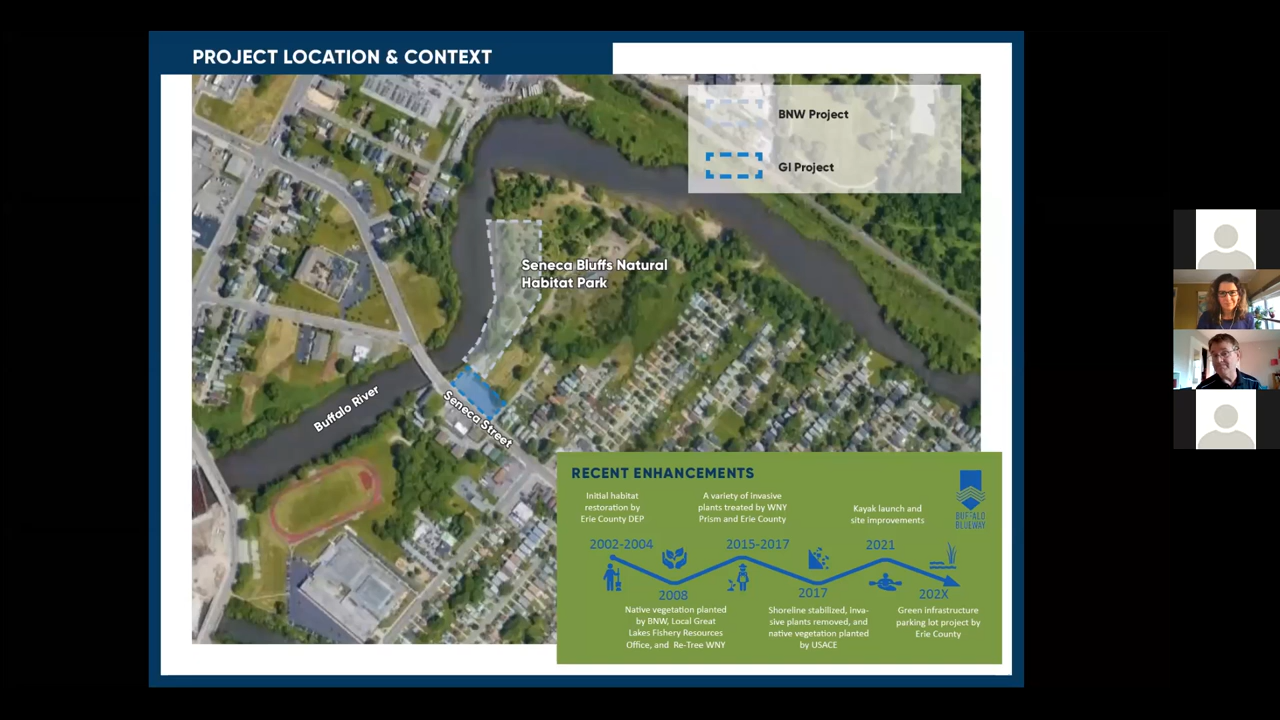 PROJECT LOCATION & CONTEXT
BNW Project
GI Project
Seneca Bluffs Natural
Habitat Park
Buffalo River
Seneca Street
RECENT ENHANCEMENTS
BUFFALO
BLUEWAY
Initial habitat
restoration by
Erie County DEP
A variety of invasive
plants treated by WNY
Prism and Erie County
Kayak launch and
site improvements
2002-2004
2015-2017
2021
2008
2017
202X
Native vegetation planted
by BNW, Local Great
Lakes Fishery Resources
Office, and Re-Tree WNY
Shoreline stabilized, inva-
sive plants removed, and
native vegetation planted
by USACE
Green infrastructure
parking lot project by
Erie County